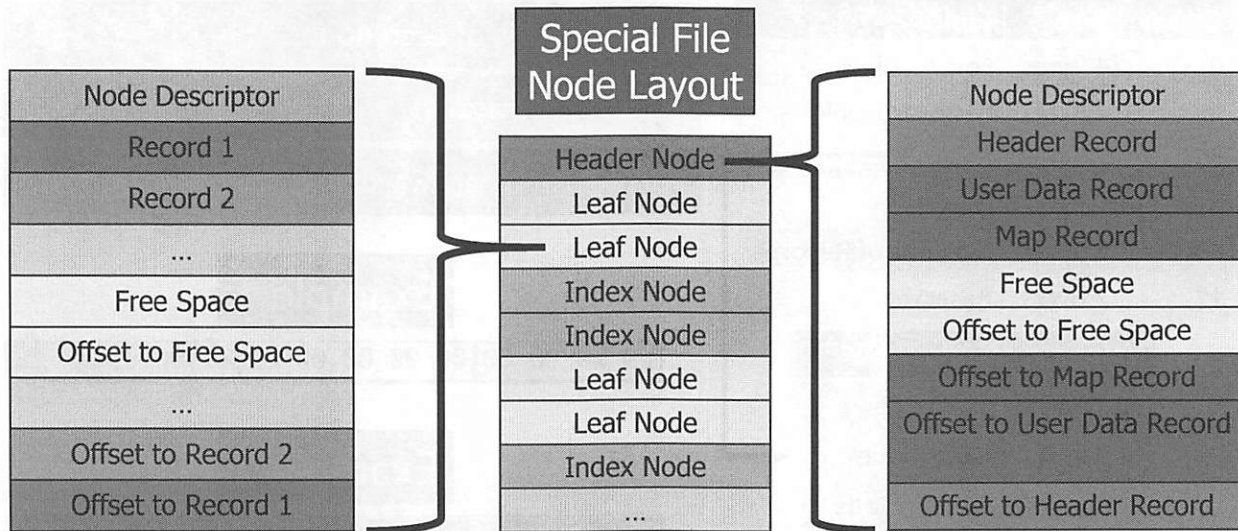 Special File
Node Layout
Node Descriptor
Record 1
Record 2
...
Free Space
Offset to Free Space
...
Offset to Record 2
Offset to Record 1
Header Node
Leaf Node
Leaf Node
Index Node
Index Node
Leaf Node
Leaf Node
Index Node
...
Node Descriptor
Header Record
User Data Record
Map Record
Free Space
Offset to Free Space
Offset to Map Record
Offset to User Data Record
Offset to Header Record